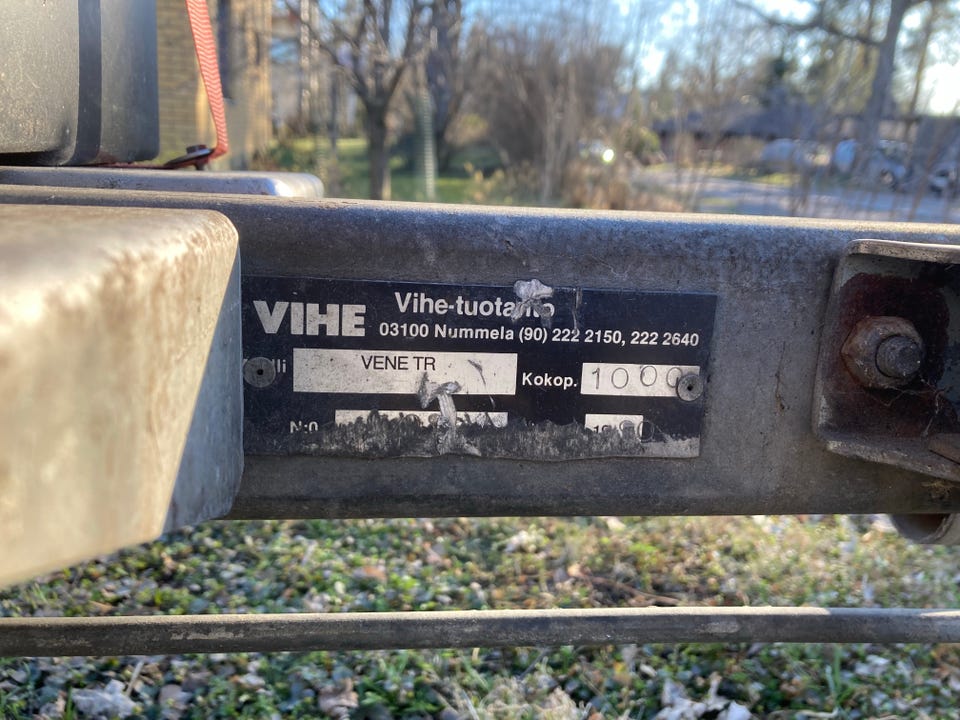 VIHE Vihe-tuotanto
03100 Nummela (90) 222 2150, 222 2640
VENE TR Kokop. 1000
N:o